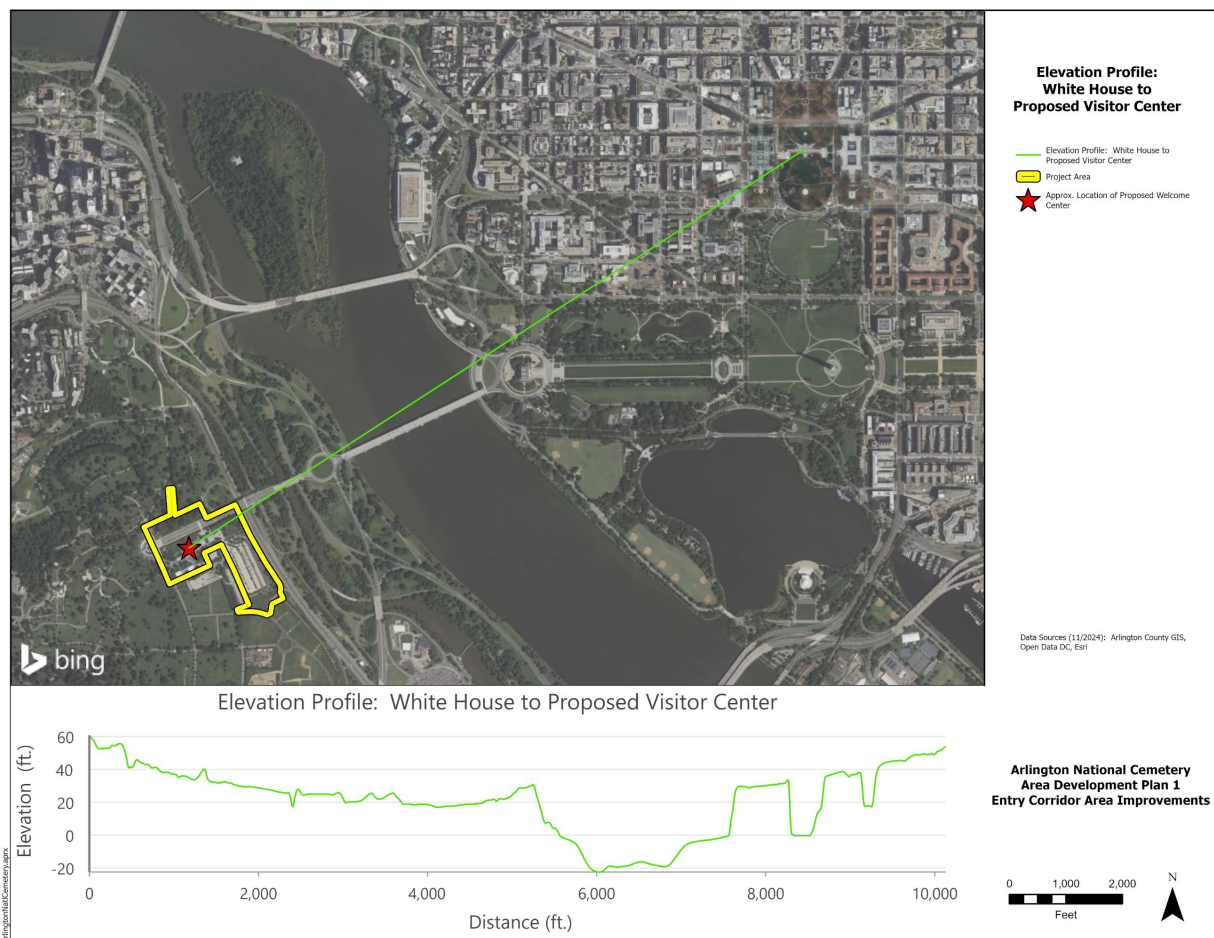 Elevation Profile:
White House to
Proposed Visitor Center
Elevation Profile:  White House to
Proposed Visitor Center
Project Area
Approx. Location of Proposed Welcome
Center
bing
Data Sources (11/2024):  Arlington County GIS,
Open Data DC, Esri
Elevation Profile:  White House to Proposed Visitor Center
Elevation (ft.)
60
40
20
0
-20
0
2,000
4,000
6,000
8,000
10,000
Distance (ft.)
Arlington National Cemetery
Area Development Plan 1
Entry Corridor Area Improvements
0 1,000 2,000
Feet
N